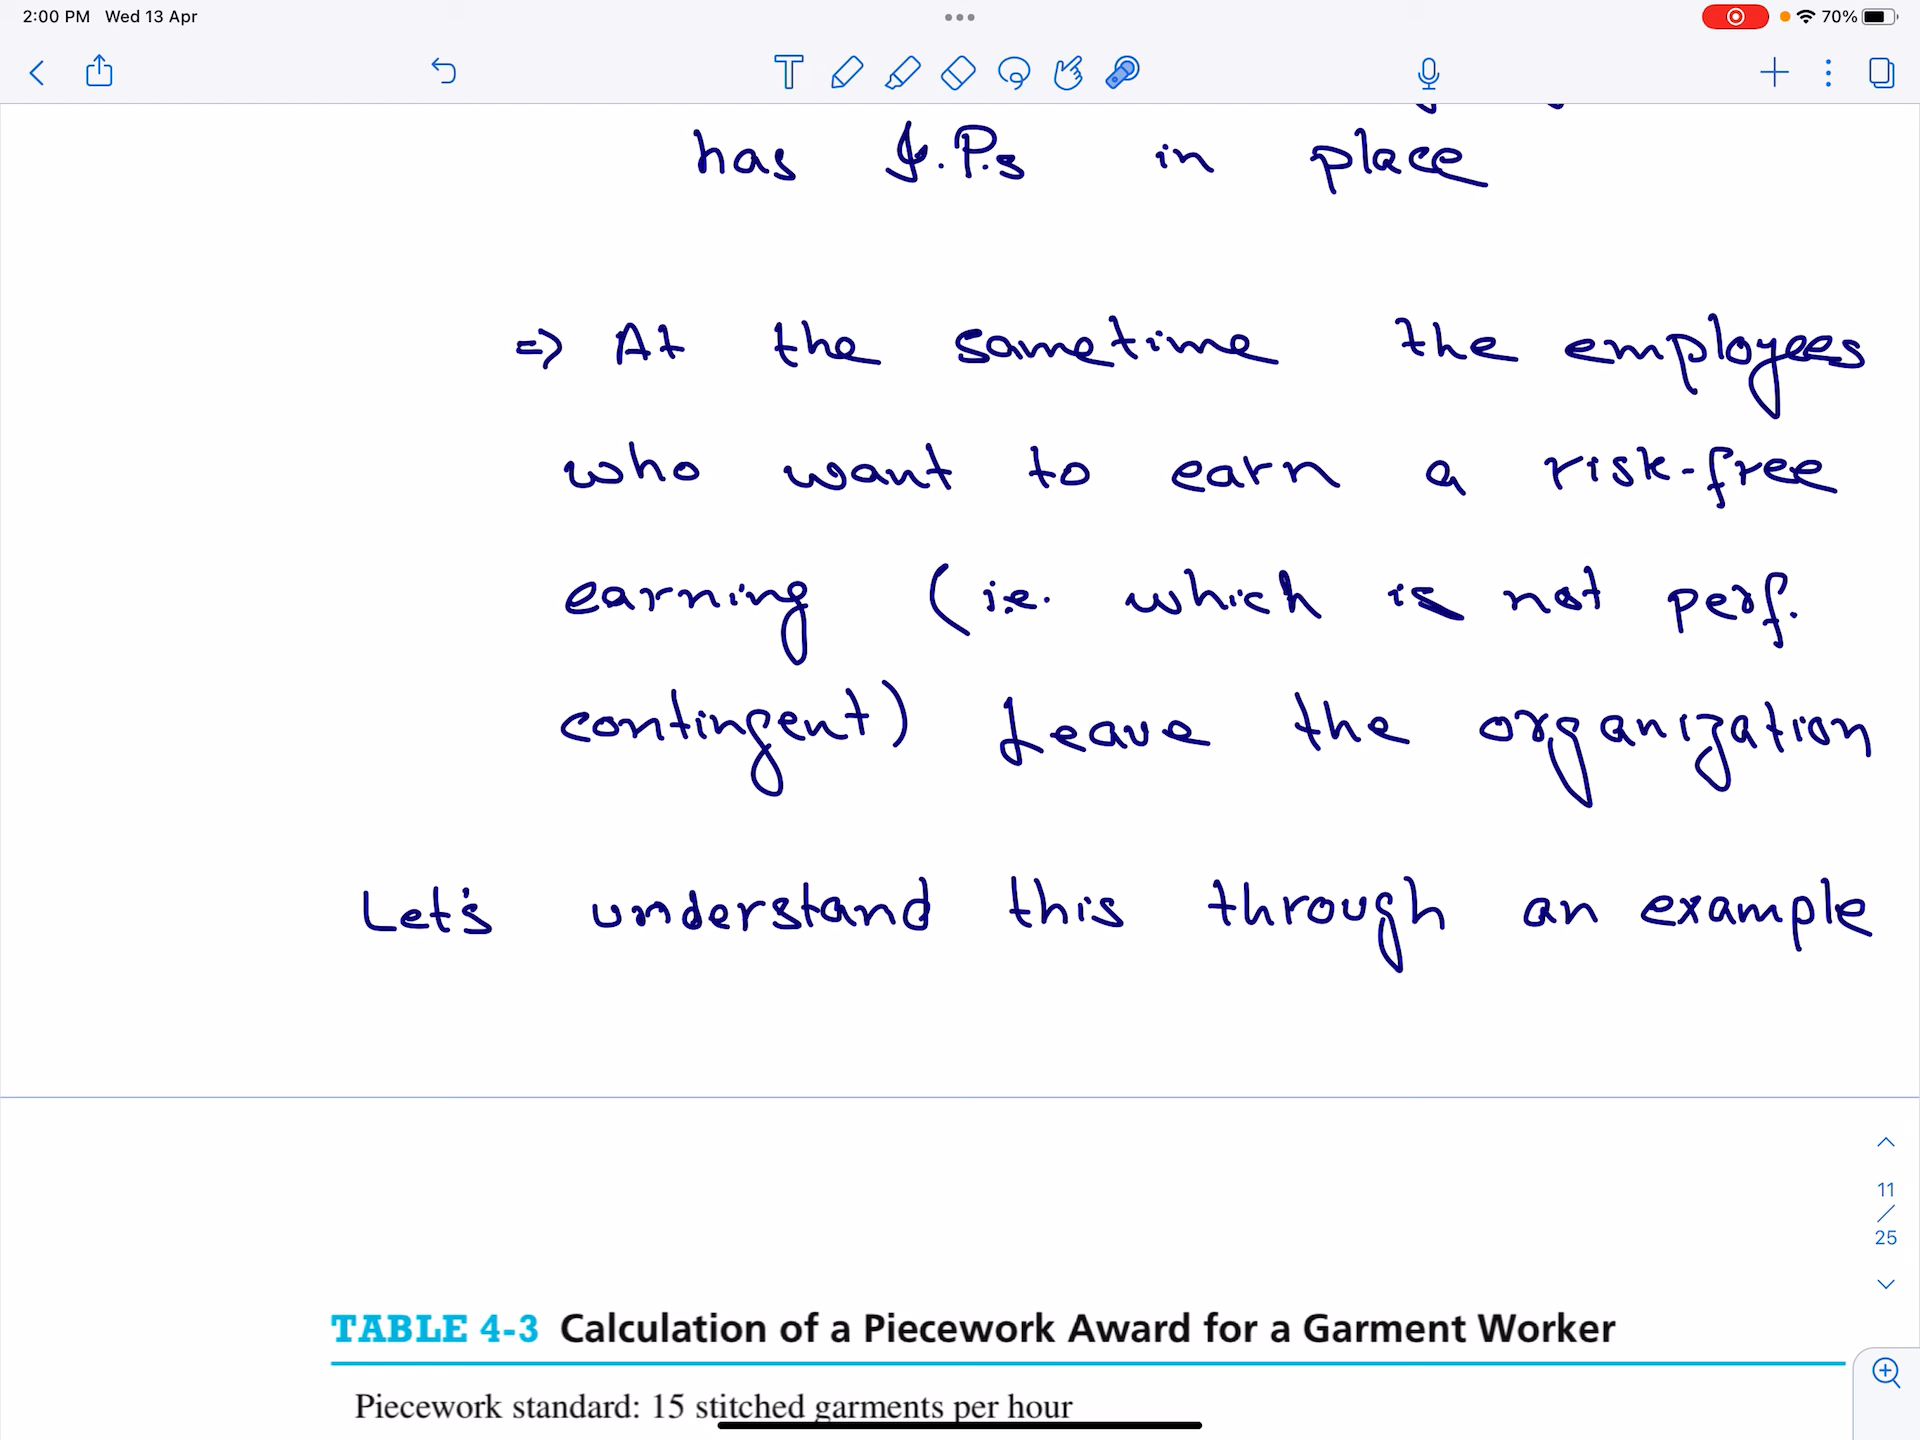 2:00 PM Wed 13 Apr
70%
has I.P.s in place
=> At the sametime the employees
who want to earn a risk-free
earning (i.e. which is not perf.
contingent) Leave the organization
Let's understand this through an example
11
/
25
TABLE 4-3 Calculation of a Piecework Award for a Garment Worker
Piecework standard: 15 stitched garments per hour